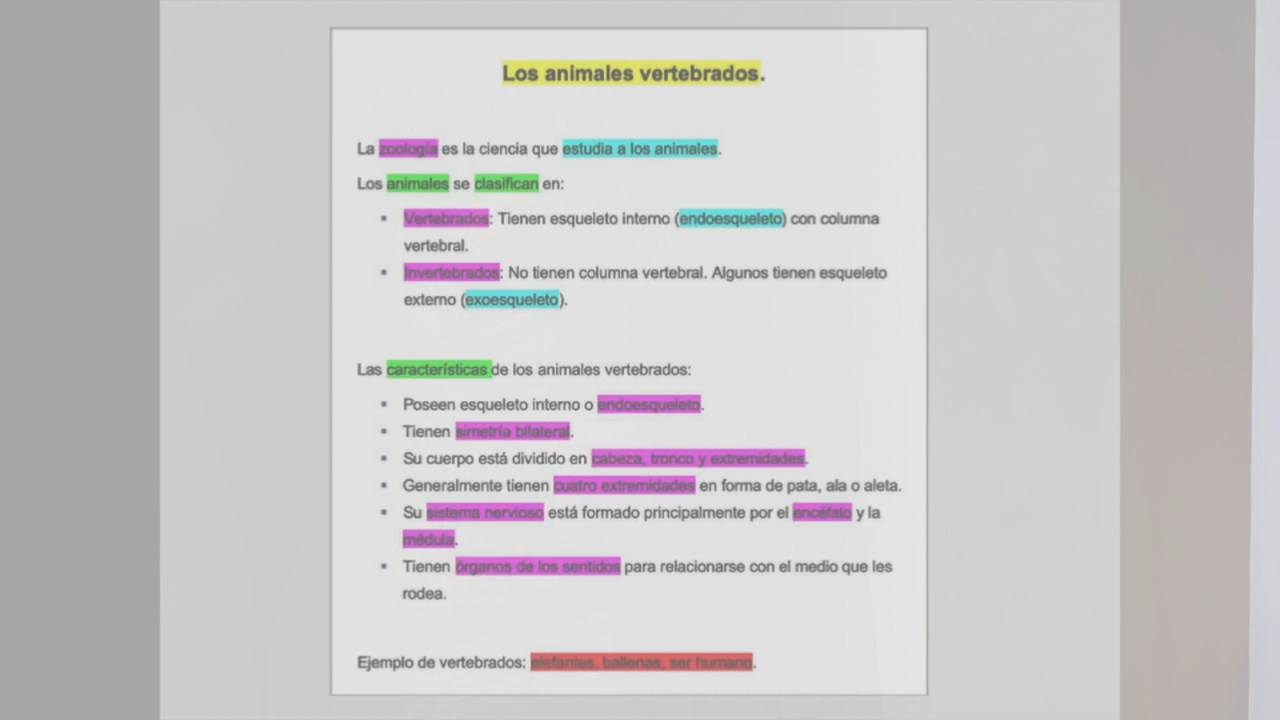 Los animales vertebrados.
La zoología es la ciencia que estudia a los animales.
Los animales se clasifican en:
▪ Vertebrados: Tienen esqueleto interno (endoesqueleto) con columna
vertebral.
▪ Invertebrados: No tienen columna vertebral. Algunos tienen esqueleto
externo (exoesqueleto).
Las características de los animales vertebrados:
▪ Poseen esqueleto interno o endoesqueleto.
▪ Tienen simetría bilateral.
▪ Su cuerpo está dividido en cabeza, tronco y extremidades.
▪ Generalmente tienen cuatro extremidades en forma de pata, ala o aleta.
▪ Su sistema nervioso está formado principalmente por el encéfalo y la
médula.
▪ Tienen órganos de los sentidos para relacionarse con el medio que les
rodea.
Ejemplo de vertebrados: elefantes, ballenas, ser humano.